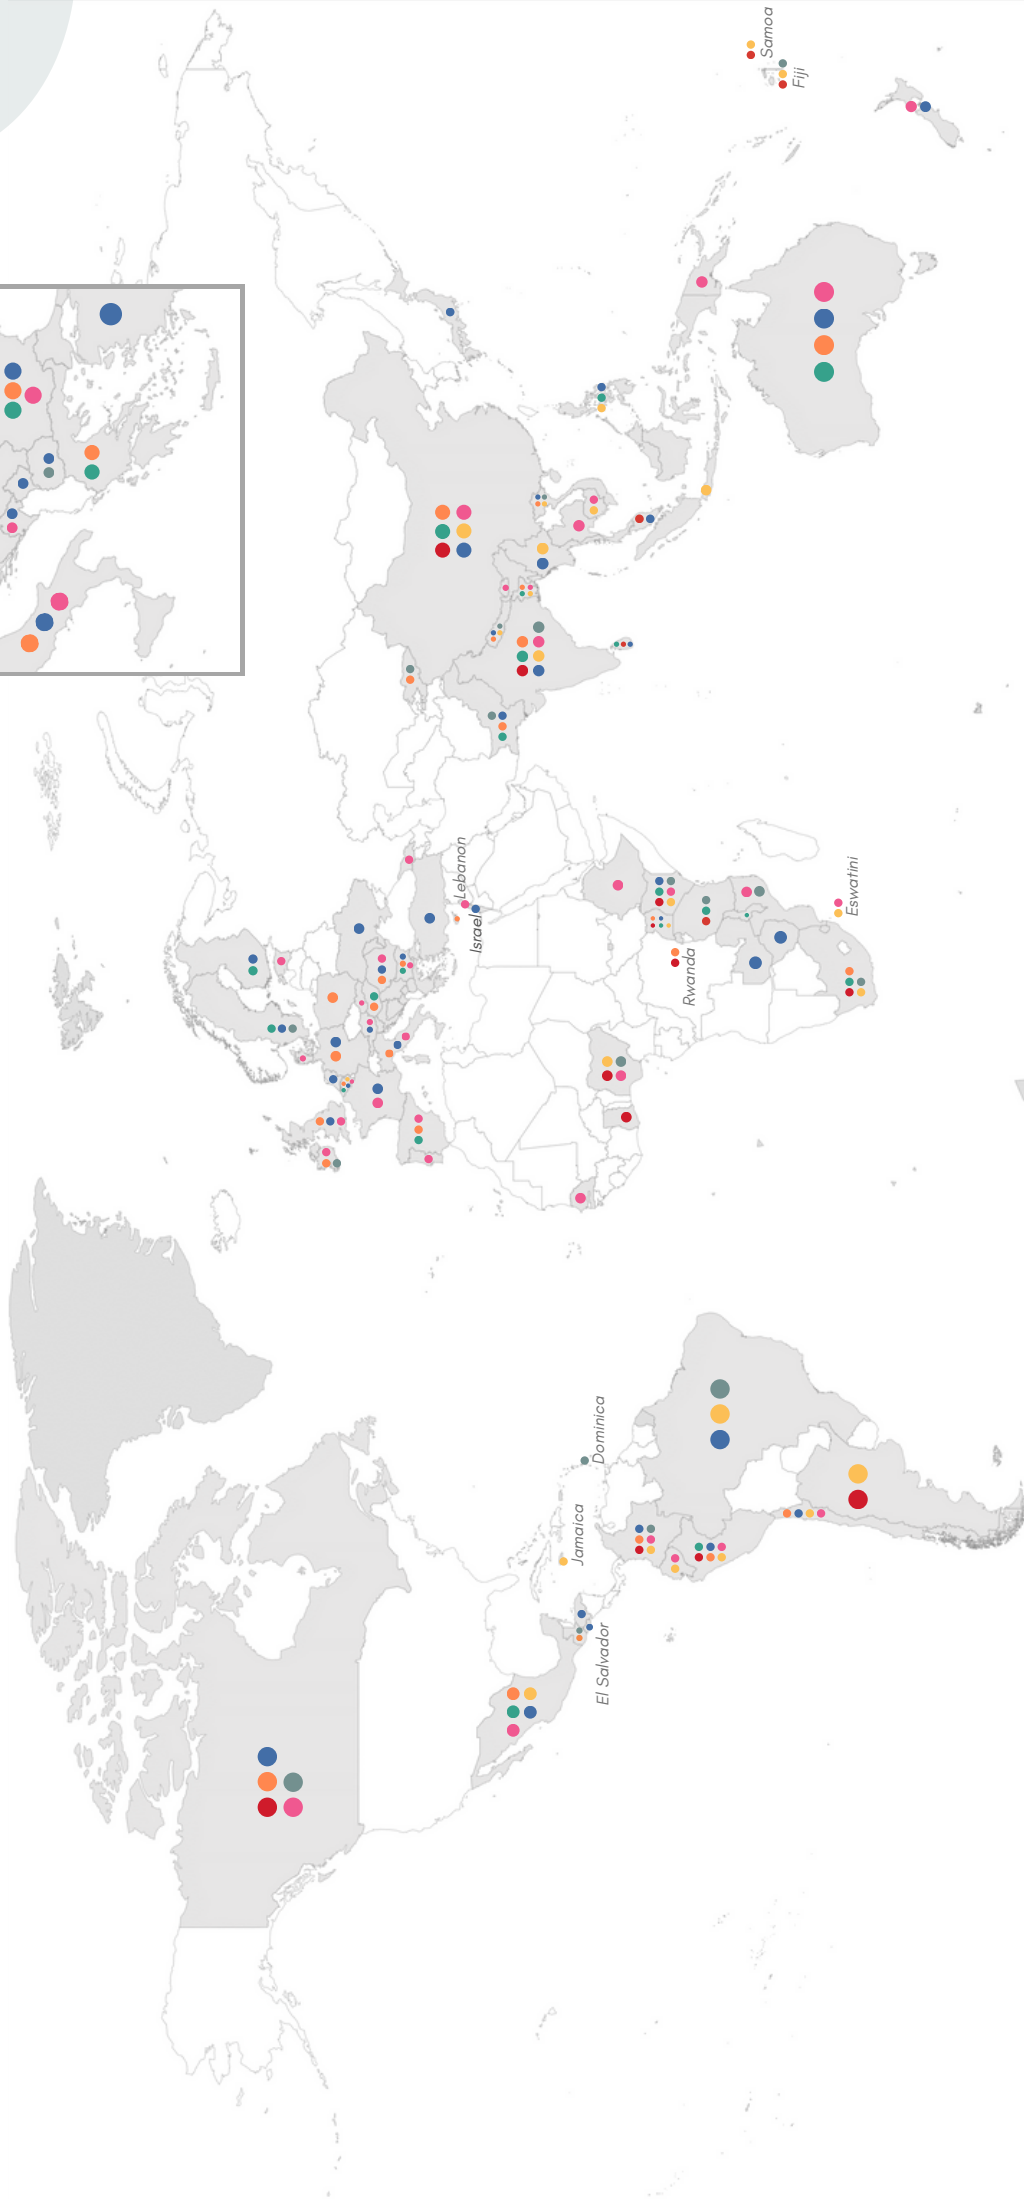 Samoa
Fiji
Lebanon
Israel
Eswatini
Rwanda
Dominica
Jamaica
El Salvador